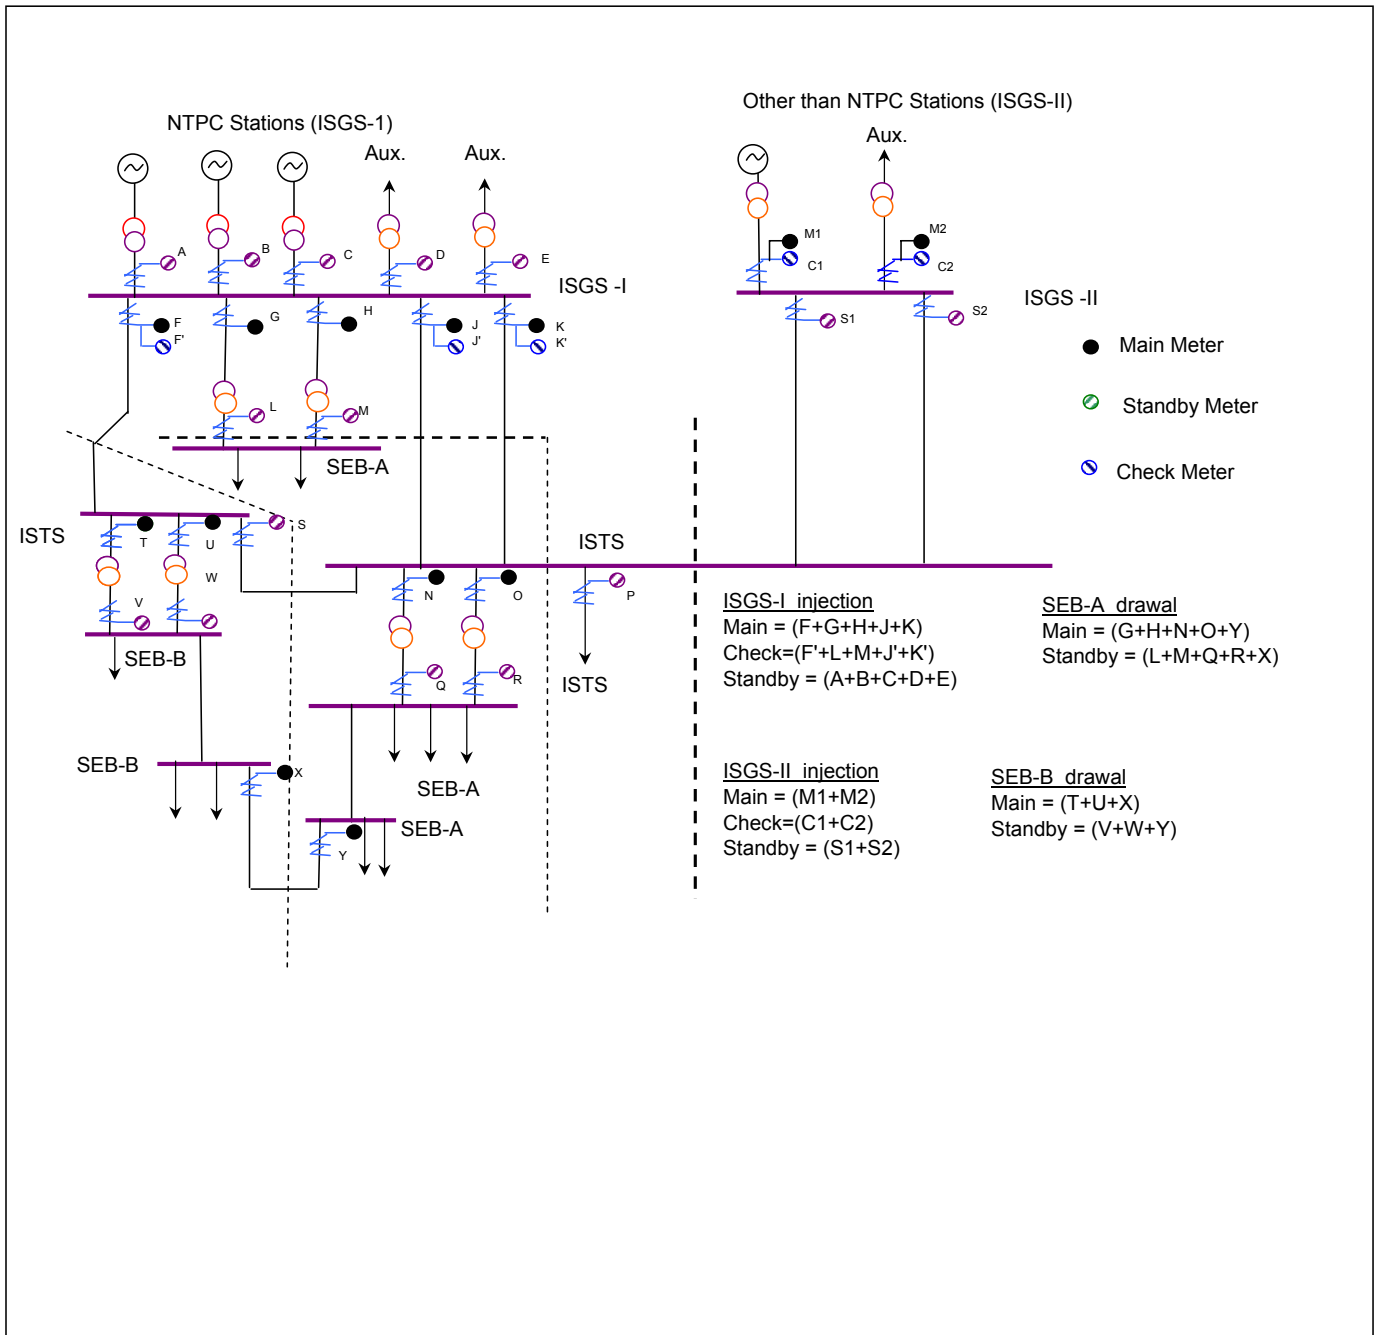 Other than NTPC Stations (ISGS-II)
NTPC Stations (ISGS-1)
Aux.
Aux.
Aux.
M1
M2
A
B
C
D
E
C1
C2
ISGS -I
ISGS -II
F
G
H
J
K
S1
S2
F'
J'
K'
Main Meter
L
M
Standby Meter
SEB-A
Check Meter
ISTS
T
U
S
ISTS
W
N
O
P
V
ISGS-I injection
Main = (F+G+H+J+K)
Check=(F'+L+M+J'+K')
Standby = (A+B+C+D+E)
SEB-A drawal
Main = (G+H+N+O+Y)
Standby = (L+M+Q+R+X)
SEB-B
Q
R
ISTS
SEB-B
X
SEB-A
SEB-A
Y
ISGS-II injection
Main = (M1+M2)
Check=(C1+C2)
Standby = (S1+S2)
SEB-B drawal
Main = (T+U+X)
Standby = (V+W+Y)